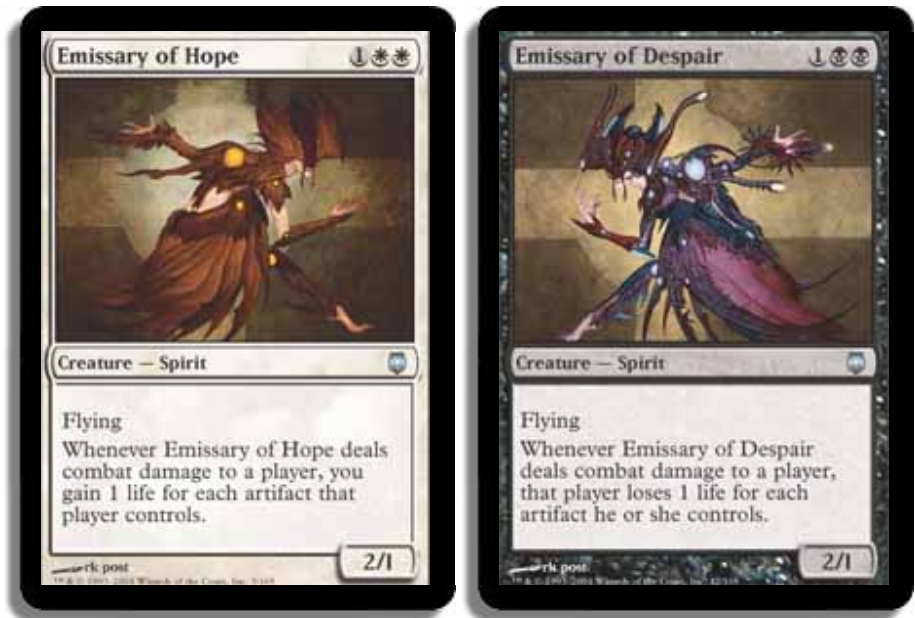 Emissary of Hope 1
Creature — Spirit
Flying
Whenever Emissary of Hope deals
combat damage to a player, you
gain 1 life for each artifact that
player controls.
2/1
rk post
Emissary of Despair 1
Creature — Spirit
Flying
Whenever Emissary of Despair
deals combat damage to a player,
that player loses 1 life for each
artifact he or she controls.
2/1
rk post